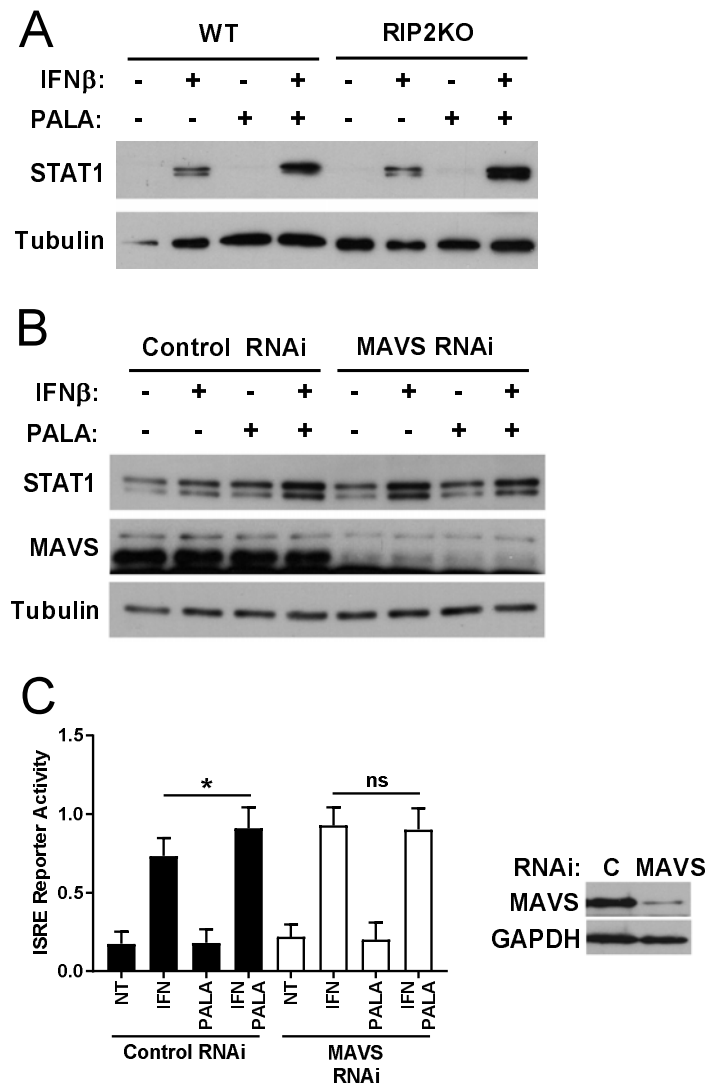 A
WT RIP2KO
IFNβ: - + - + - + - +
PALA: - - + + - - + +
STAT1
Tubulin
B
Control RNAi MAVS RNAi
IFNβ: - + - + - + - +
PALA: - - + + - - + +
STAT1
MAVS
Tubulin
C
ISRE Reporter Activity
1.5
1.0
0.5
0.0
* ns
NT IFN PALA IFN PALA NT IFN PALA IFN PALA
Control RNAi MAVS RNAi
RNAi: C MAVS
MAVS
GAPDH